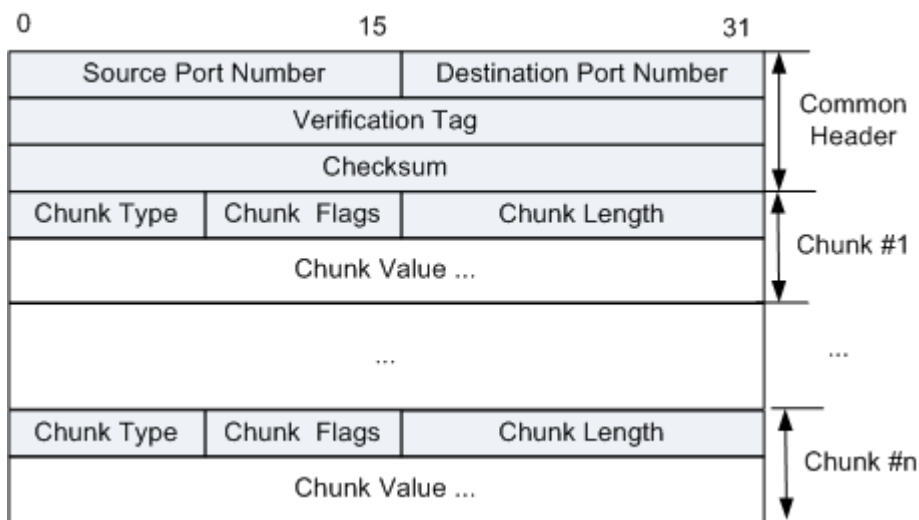 0 15 31
Source Port Number Destination Port Number
Verification Tag
Common
Header
Checksum
Chunk Type Chunk Flags Chunk Length
Chunk #1
Chunk Value ...
... ...
Chunk Type Chunk Flags Chunk Length
Chunk #n
Chunk Value ...